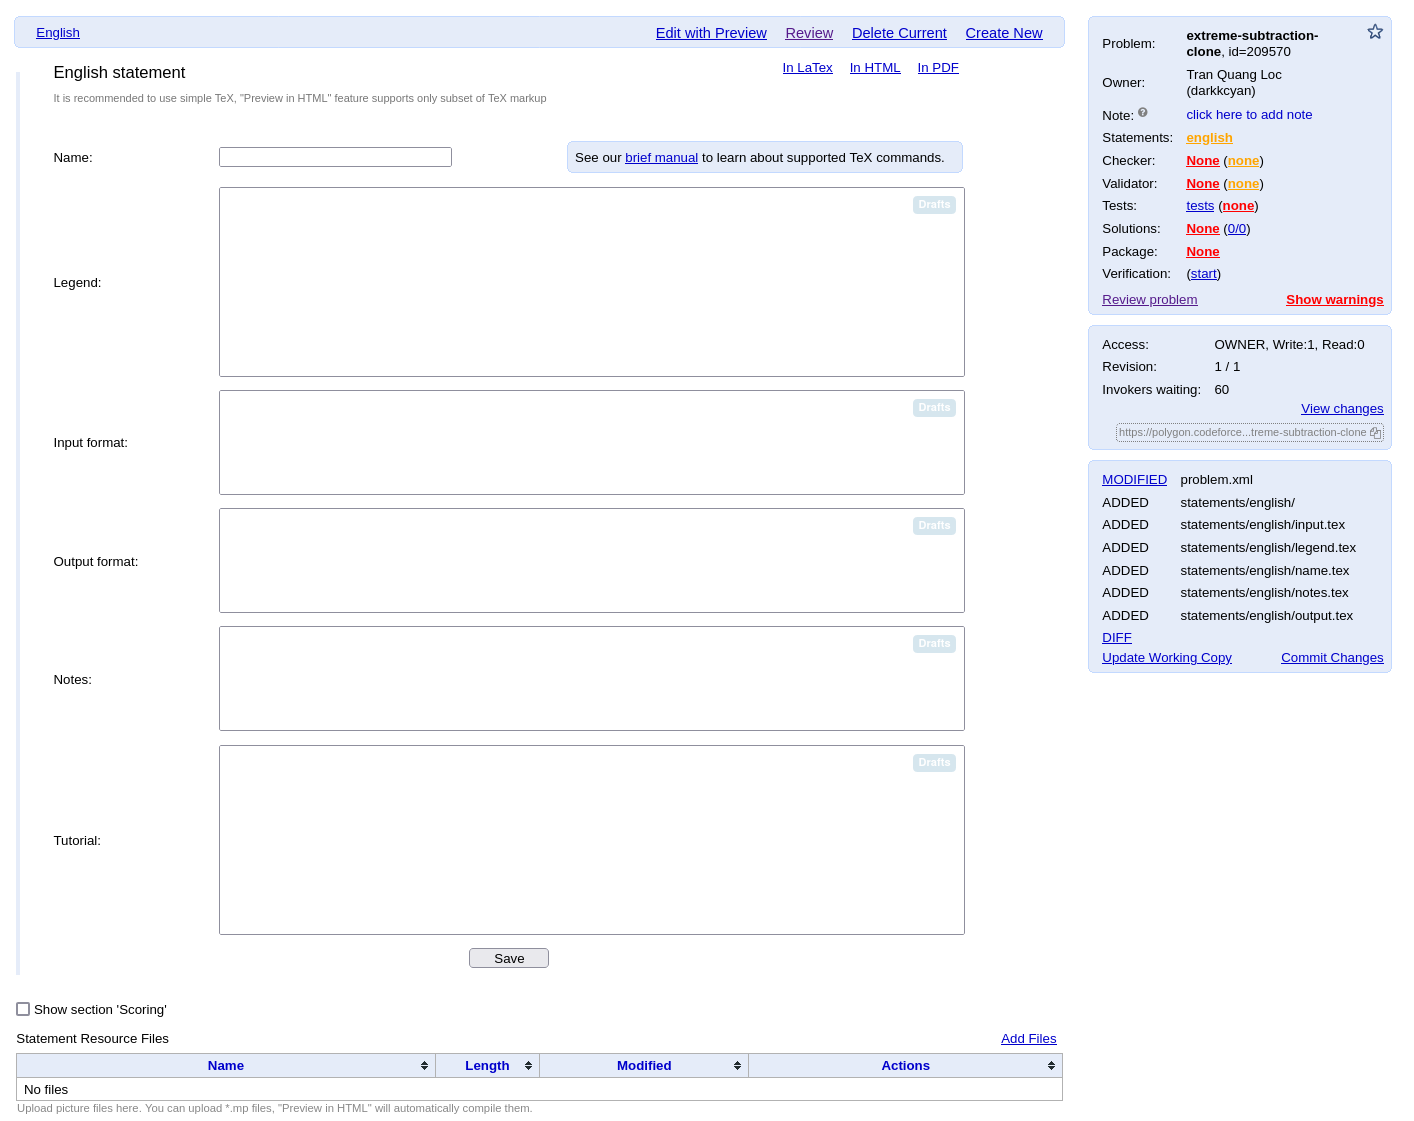 English
Edit with Preview Review Delete Current Create New
English statement
In LaTex In HTML In PDF
It is recommended to use simple TeX, "Preview in HTML" feature supports only subset of TeX markup
Name:
See our brief manual to learn about supported TeX commands.
Legend:
Drafts
Input format:
Drafts
Output format:
Drafts
Notes:
Drafts
Tutorial:
Drafts
Save
Show section 'Scoring'
Statement Resource Files
Add Files
Name Length Modified Actions
No files
Upload picture files here. You can upload *.mp files, "Preview in HTML" will automatically compile them.
Problem: extreme-subtraction-
clone, id=209570
Owner: Tran Quang Loc
(darkkcyan)
Note: ? click here to add note
Statements: english
Checker: None (none)
Validator: None (none)
Tests: tests (none)
Solutions: None (0/0)
Package: None
Verification: (start)
Review problem Show warnings
Access: OWNER, Write:1, Read:0
Revision: 1 / 1
Invokers waiting: 60
View changes
https://polygon.codeforce...treme-subtraction-clone
MODIFIED problem.xml
ADDED statements/english/
ADDED statements/english/input.tex
ADDED statements/english/legend.tex
ADDED statements/english/name.tex
ADDED statements/english/notes.tex
ADDED statements/english/output.tex
DIFF
Update Working Copy Commit Changes